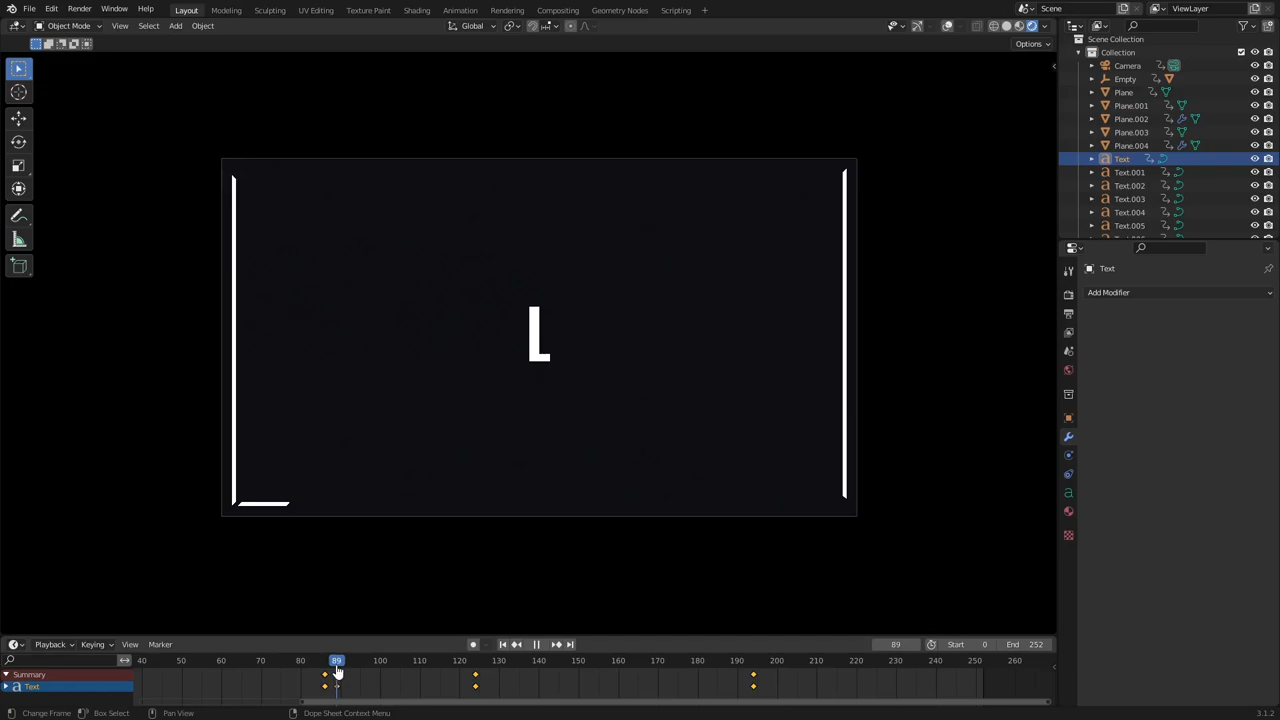 File Edit Render Window Help Layout Modeling Sculpting UV Editing Texture Paint Shading Animation Rendering Compositing Geometry Nodes Scripting + Scene ViewLayer
Object Mode View Select Add Object Global
Options
Scene Collection
Collection
Camera
Empty
Plane
Plane.001
Plane.002
Plane.003
Plane.004
Text
Text.001
Text.002
Text.003
Text.004
Text.005
Text
Add Modifier
L
Playback Keying View Marker 89 Start 0 End 252
40 50 60 70 80 89 100 110 120 130 140 150 160 170 180 190 200 210 220 230 240 250 260
Summary
Text
Change Frame Box Select Pan View Dope Sheet Context Menu 3.1.2